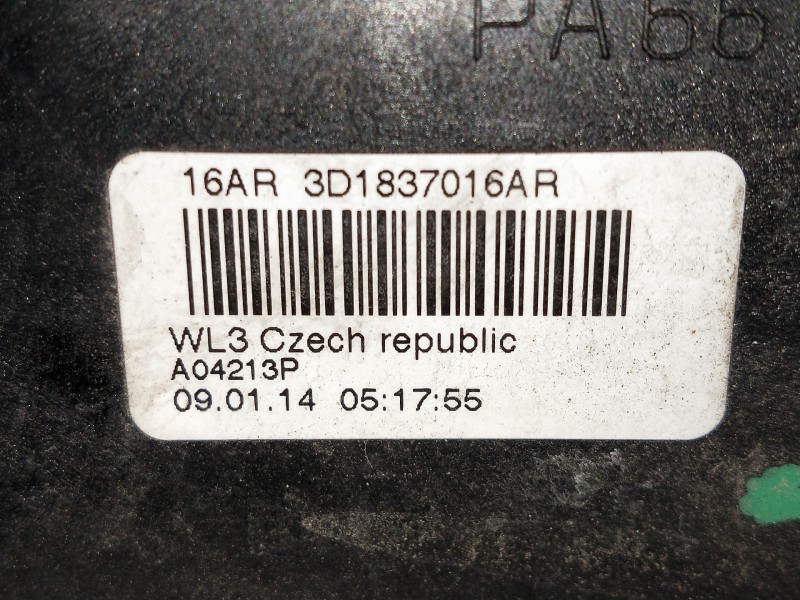 PA66
16AR 3D1837016AR
WL3 Czech republic
A04213P
09.01.14 05:17:55